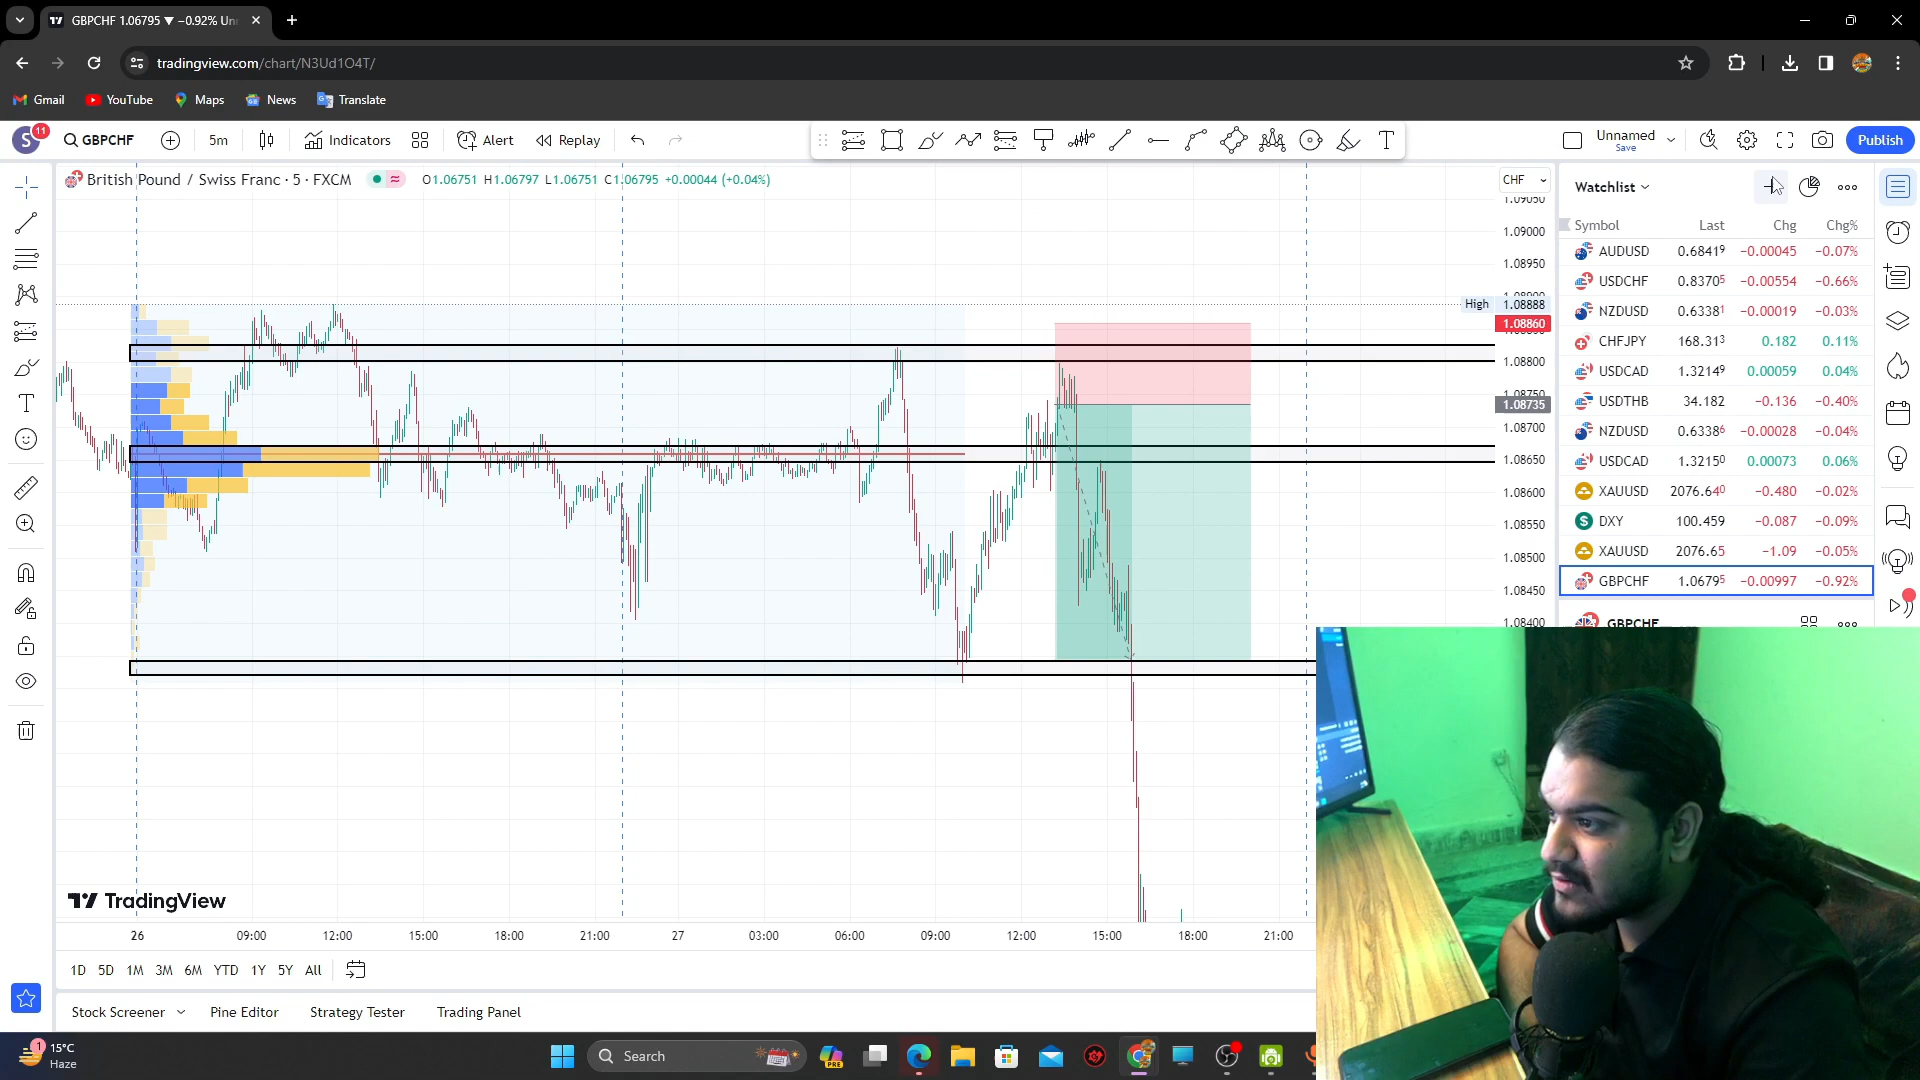 GBPCHF 1.06795 ▼ −0.92% Un
tradingview.com/chart/N3Ud1O4T/
Gmail YouTube Maps News Translate
S 11 GBPCHF 5m Indicators Alert Replay Unnamed Save Publish
British Pound / Swiss Franc · 5 · FXCM O1.06751 H1.06797 L1.06751 C1.06795 +0.00044 (+0.04%)
CHF
1.09050
1.09000
1.08950
High 1.08888
1.08860
1.08800
1.08735
1.08700
1.08650
1.08600
1.08550
1.08500
1.08450
1.08400
Watchlist
Symbol Last Chg Chg%
AUDUSD 0.68419 −0.00045 −0.07%
USDCHF 0.83705 −0.00554 −0.66%
NZDUSD 0.63381 −0.00019 −0.03%
CHFJPY 168.313 0.182 0.11%
USDCAD 1.32149 0.00059 0.04%
USDTHB 34.182 −0.136 −0.40%
NZDUSD 0.63386 −0.00028 −0.04%
USDCAD 1.32150 0.00073 0.06%
XAUUSD 2076.640 −0.480 −0.02%
DXY 100.459 −0.087 −0.09%
XAUUSD 2076.65 −1.09 −0.05%
GBPCHF 1.06795 −0.00997 −0.92%
GBPCHF
TradingView
26 09:00 12:00 15:00 18:00 21:00 27 03:00 06:00 09:00 12:00 15:00 18:00 21:00
1D 5D 1M 3M 6M YTD 1Y 5Y All
Stock Screener Pine Editor Strategy Tester Trading Panel
1 15°C
Haze
Search
PRE